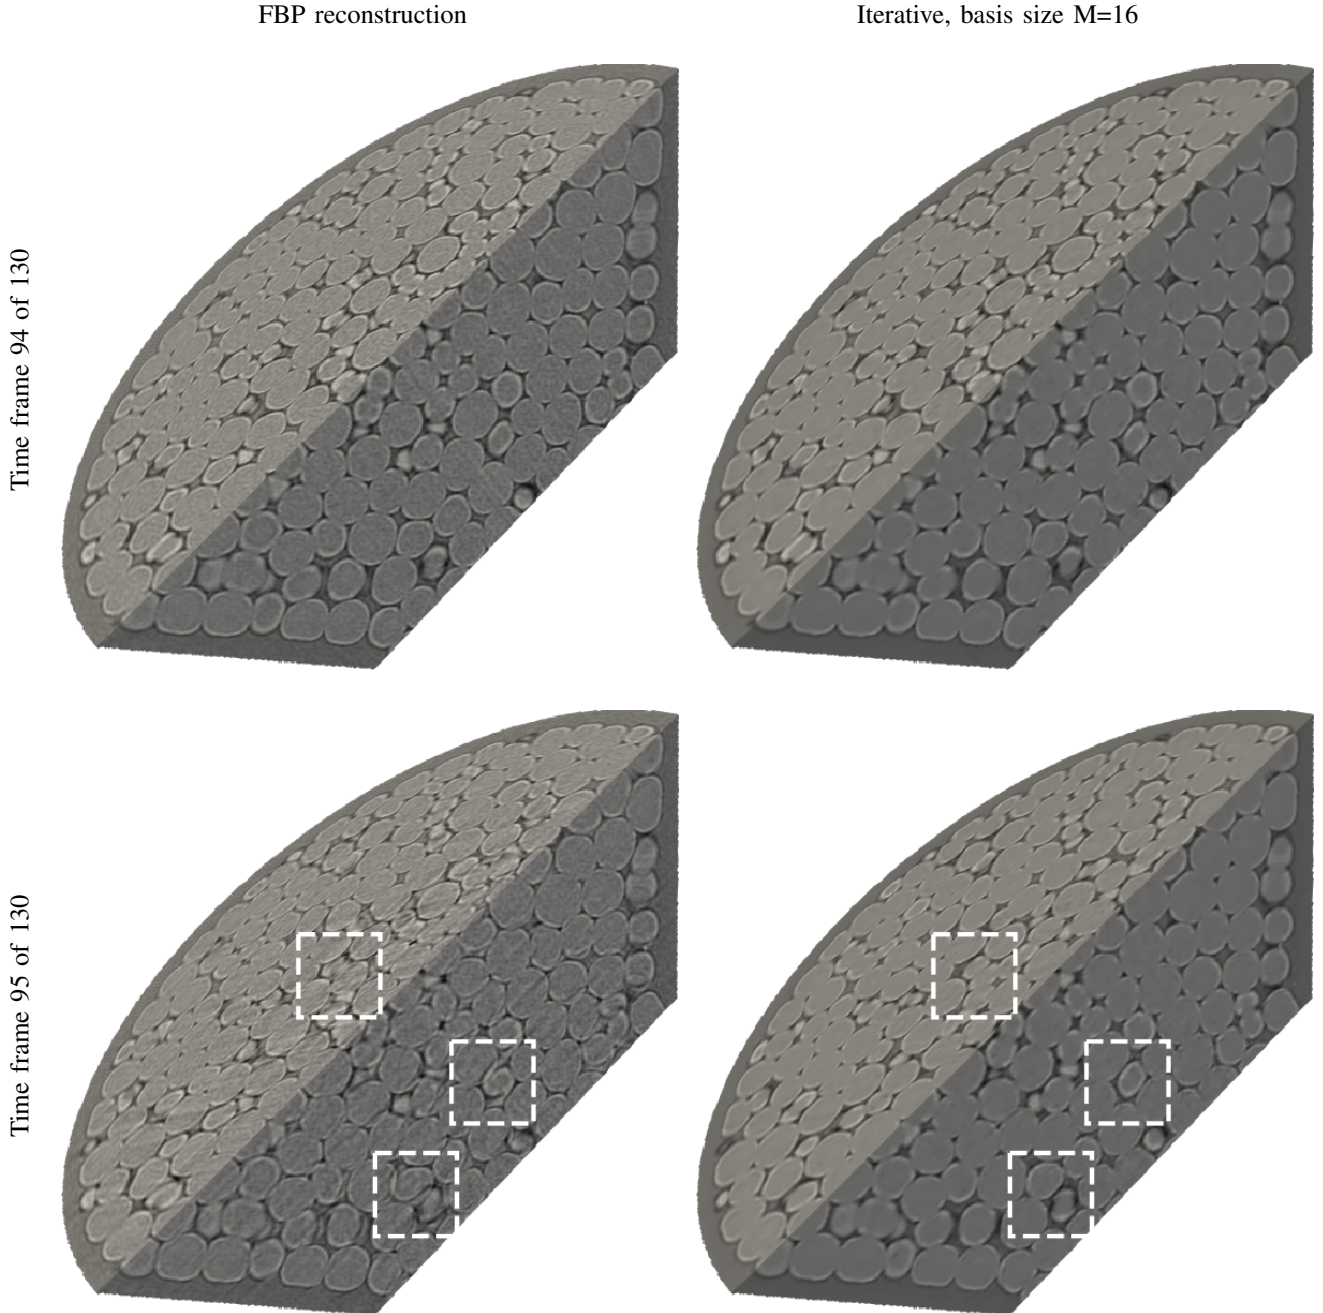 FBP reconstruction
Iterative, basis size M=16
Time frame 94 of 130
Time frame 95 of 130